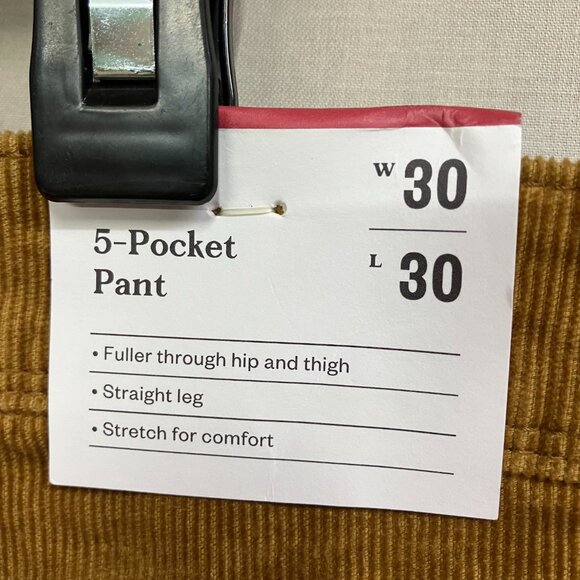 W 30
L 30
5-Pocket
Pant
• Fuller through hip and thigh
• Straight leg
• Stretch for comfort